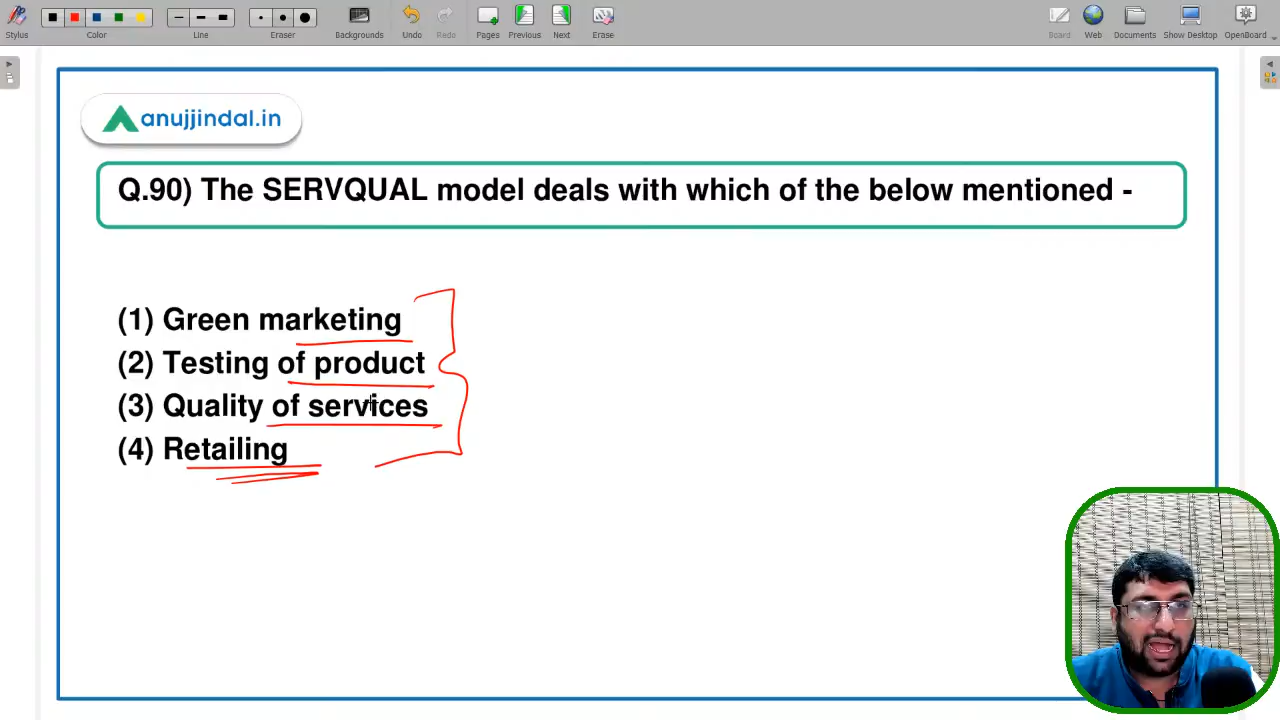 Stylus
Color
Line
Eraser
Backgrounds
Undo
Redo
Pages
Previous
Next
Erase
Board
Web
Documents
Show Desktop
OpenBoard
anujjindal.in
Q.90) The SERVQUAL model deals with which of the below mentioned -
(1) Green marketing
(2) Testing of product
(3) Quality of services
(4) Retailing